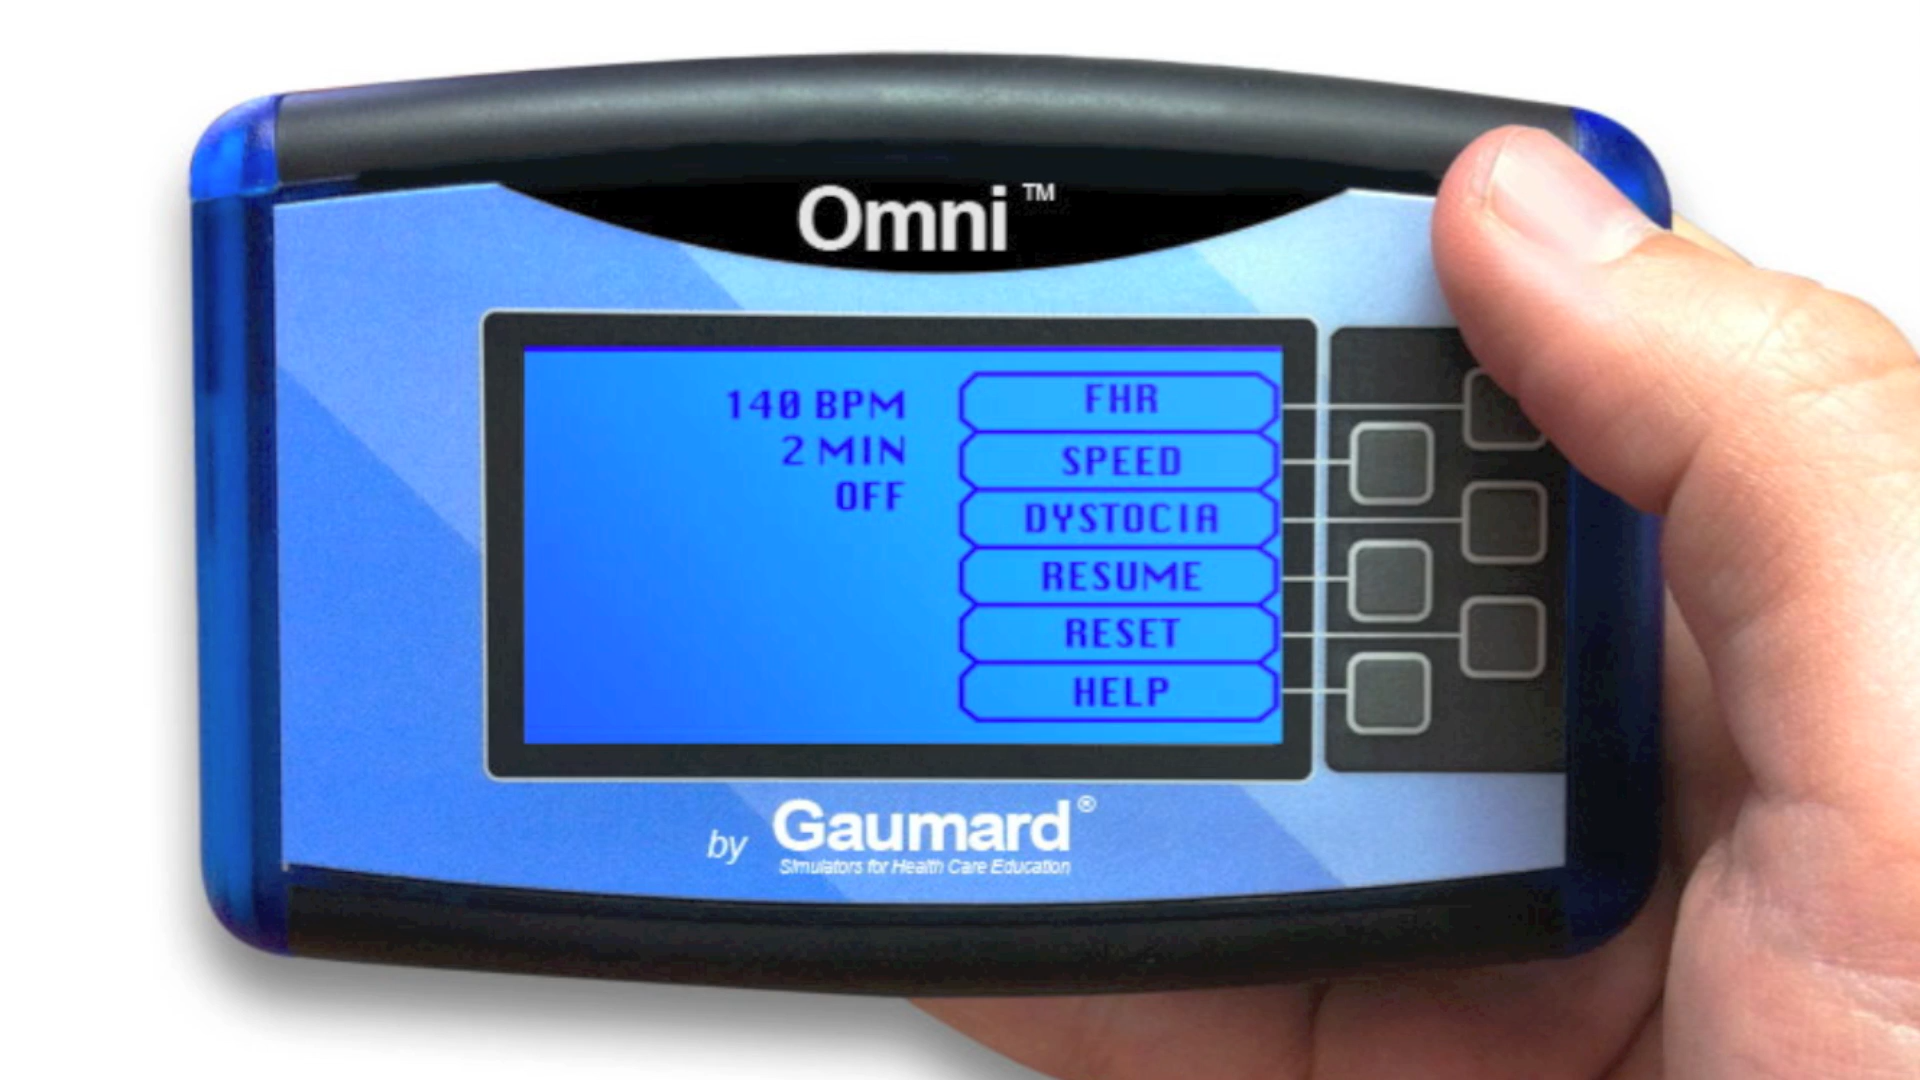 Omni™
140 BPM
2 MIN
OFF
FHR
SPEED
DYSTOCIA
RESUME
RESET
HELP
by Gaumard®
Simulators for Health Care Education